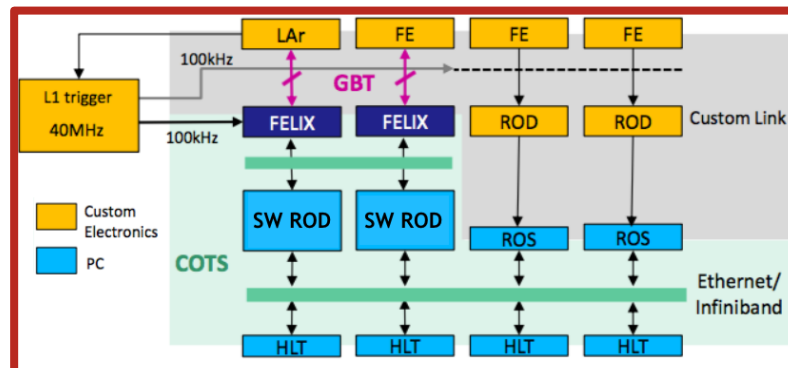 LAr
FE
FE
FE
100kHz
GBT
L1 trigger
40MHz
100kHz
FELIX
FELIX
ROD
ROD
Custom Link
Custom
Electronics
PC
SW ROD
SW ROD
ROS
ROS
COTS
Ethernet/
Infiniband
HLT
HLT
HLT
HLT